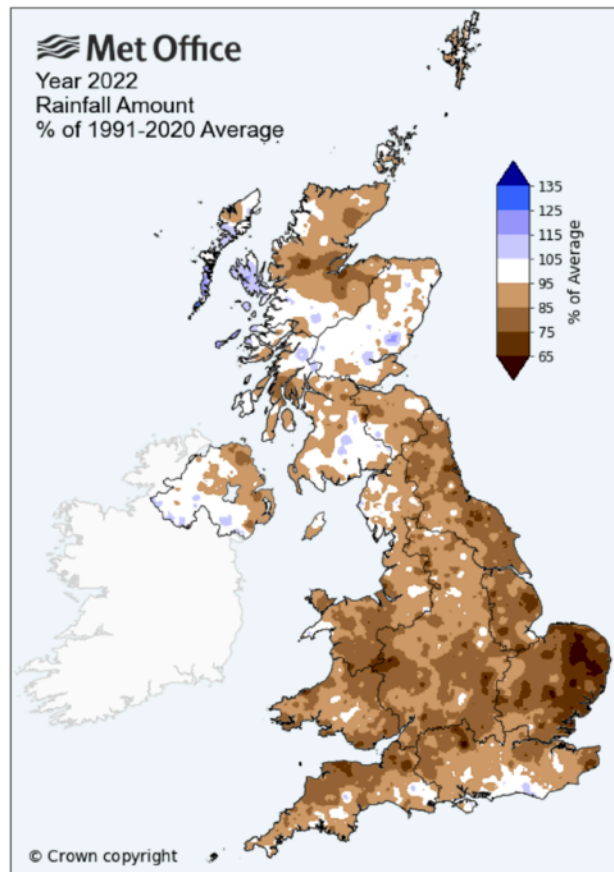 Met Office
Year 2022
Rainfall Amount
% of 1991-2020 Average
135
125
115
105
95
85
75
65
% of Average
© Crown copyright